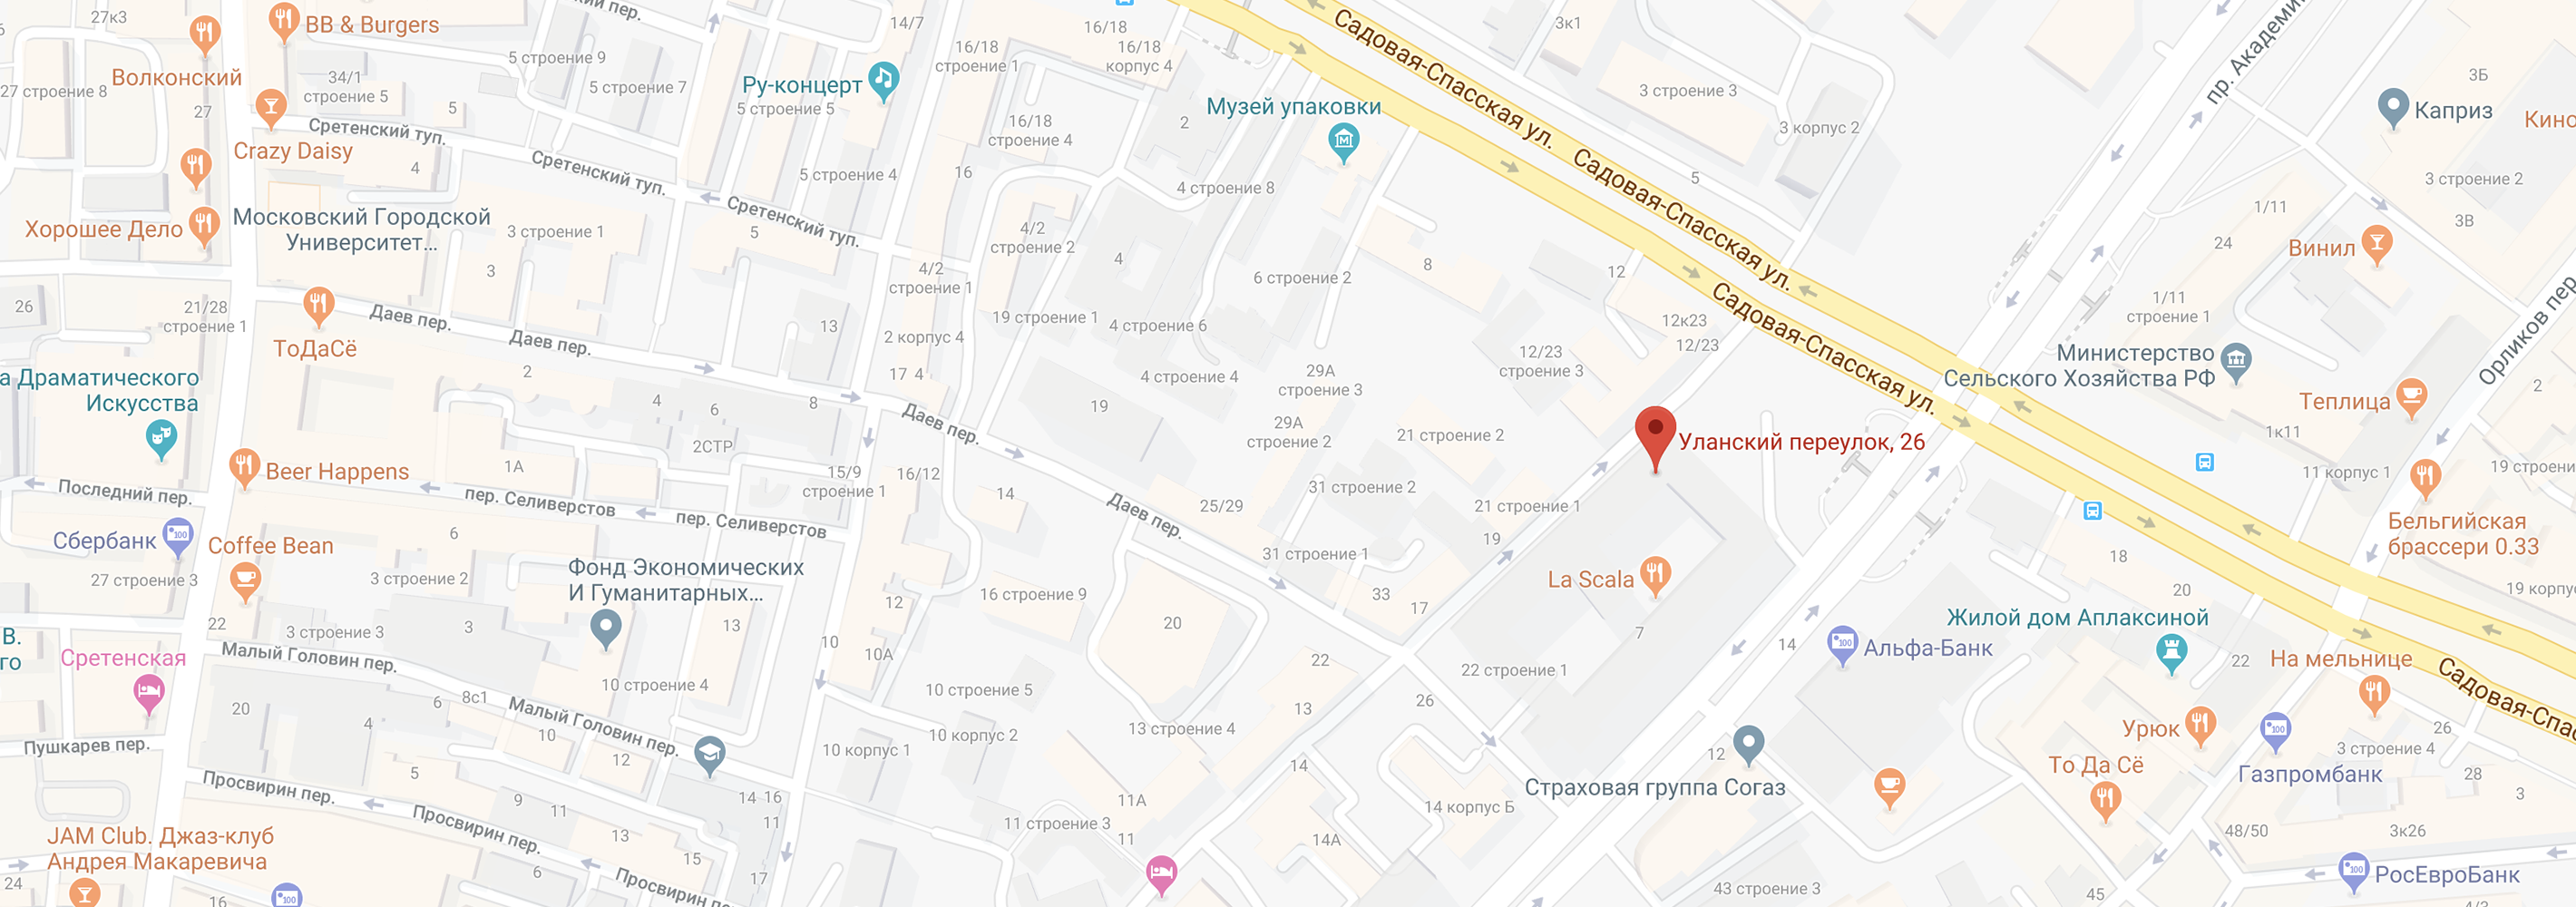 27к3
BB & Burgers
Волконский
34/1
строение 5
27 строение 8
27
5
Сретенский туп.
Crazy Daisy
4
Хорошее Дело
Московский Городской
Университет...
5 строение 9
5 строение 7
Сретенский туп.
3 строение 1
3
пер.
14/7
Ру-концерт
5 строение 5
5 строение 4
Сретенский туп.
5
16/18
строение 1
16/18
16/18
корпус 4
16/18
строение 4
16
2
4 строение 8
4/2
строение 2
4
4/2
строение 1
Музей упаковки
6 строение 2
8
Садовая-Спасская ул.
Садовая-Спасская ул.
Садовая-Спасская ул.
3к1
3 строение 3
3 корпус 2
5
пр. Академи
3Б
Каприз
Кино
3 строение 2
3В
1/11
24
Винил
1/11
строение 1
Министерство
Сельского Хозяйства РФ
Орликов пер.
2
Теплица
1к11
11 корпус 1
19 строени
Бельгийская
брассери 0.33
19 корпу
26
21/28
строение 1
ТоДаСё
Даев пер.
Даев пер.
13
2 корпус 4
19 строение 1
4 строение 6
4 строение 4
17
4
19
29А
строение 3
29А
строение 2
12
12к23
12/23
12/23
строение 3
21 строение 2
Уланский переулок, 26
а Драматического
Искусства
2
4
6
8
2СТР
Даев пер.
Beer Happens
1А
15/9
строение 1
16/12
14
25/29
31 строение 2
21 строение 1
19
Последний пер.
пер. Селиверстов
пер. Селиверстов
Даев пер.
Сбербанк
Coffee Bean
6
31 строение 1
La Scala
27 строение 3
3 строение 2
Фонд Экономических
И Гуманитарных...
12
16 строение 9
20
33
17
7
14
Альфа-Банк
18
20
Жилой дом Аплаксиной
22
На мельнице
Садовая-Спас
В.
го
22
3 строение 3
3
13
10
10А
22
22 строение 1
Сретенская
Малый Головин пер.
10 строение 4
10 строение 5
13
26
20
6
8с1
Малый Головин пер.
4
10
12
10 корпус 1
10 корпус 2
13 строение 4
14
12
Страховая группа Согаз
Урюк
То Да Сё
Газпромбанк
26
3 строение 4
28
3
Пушкарев пер.
Просвирин пер.
5
9
11
13
Просвирин пер.
14
16
11
11А
11 строение 3
11
14А
14 корпус Б
48/50
3к26
JAM Club. Джаз-клуб
Андрея Макаревича
24
16
6
15
17
Просвирин п
43 строение 3
45
РосЕвроБанк
4/3